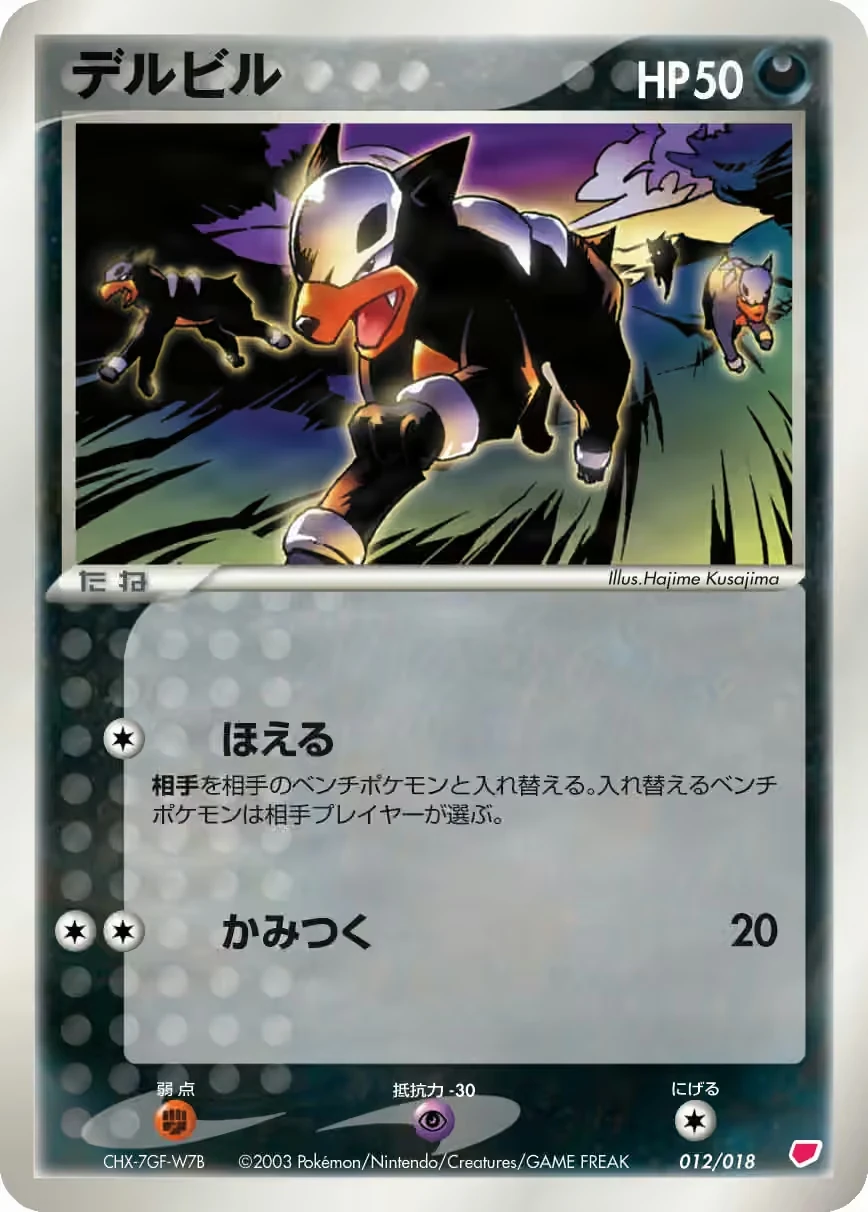 デルビル
HP50
たね
Illus.Hajime Kusajima
ほえる
相手を相手のベンチポケモンと入れ替える。入れ替えるベンチ
ポケモンは相手プレイヤーが選ぶ。
かみつく 20
弱点 抵抗力 -30 にげる
CHX-7GF-W7B ©2003 Pokémon/Nintendo/Creatures/GAME FREAK 012/018